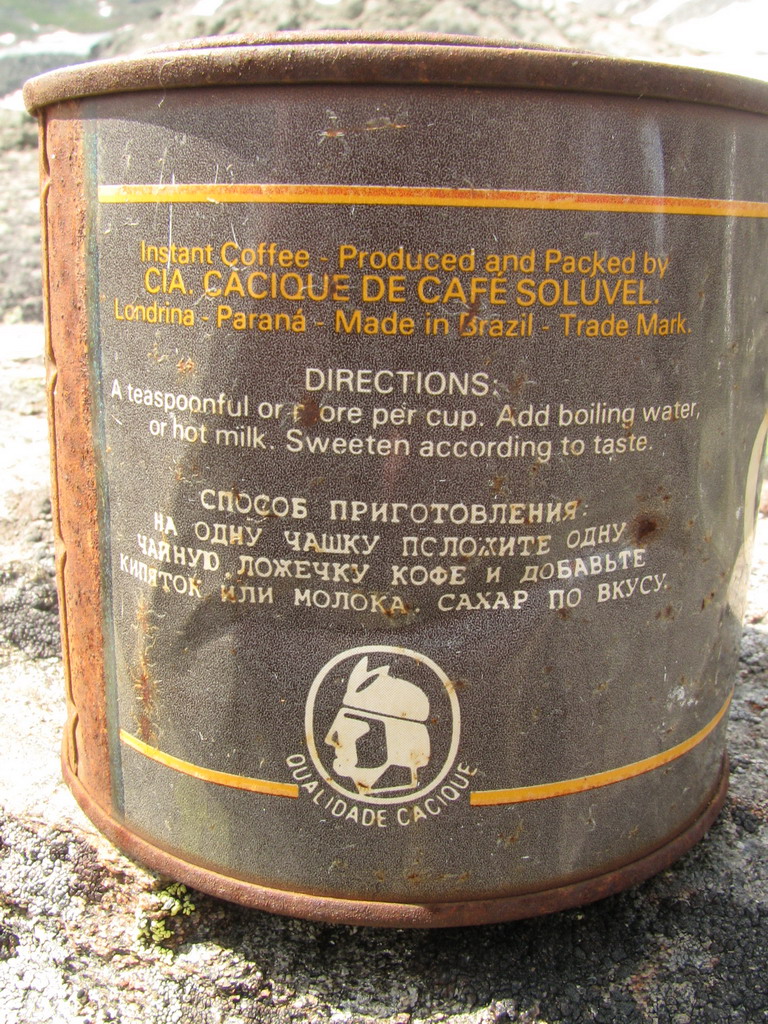 Instant Coffee - Produced and Packed by
CIA. CACIQUE DE CAFÉ SOLUVEL.
Londrina - Paraná - Made in Brazil - Trade Mark.
DIRECTIONS:
A teaspoonful or more per cup. Add boiling water,
or hot milk. Sweeten according to taste.
СПОСОБ ПРИГОТОВЛЕНИЯ:
НА ОДНУ ЧАШКУ ПОЛОЖИТЕ ОДНУ
ЧАЙНУЮ ЛОЖЕЧКУ КОФЕ И ДОБАВЬТЕ
КИПЯТОК ИЛИ МОЛОКА. САХАР ПО ВКУСУ.
QUALIDADE CACIQUE